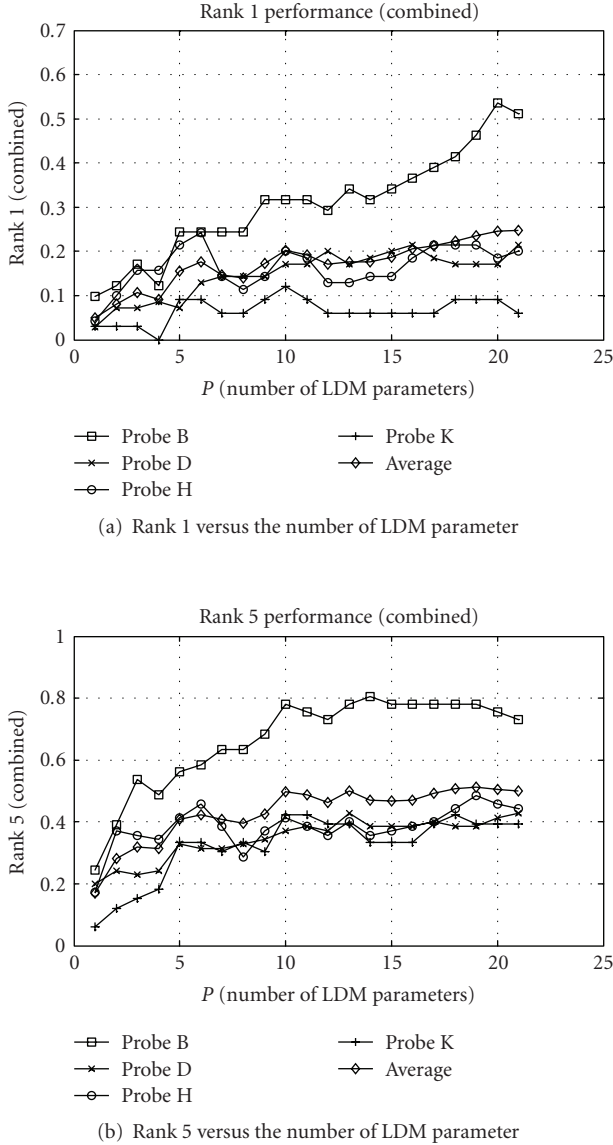 Rank 1 performance (combined)
0.7
0.6
0.5
0.4
0.3
0.2
0.1
0
Rank 1 (combined)
0 5 10 15 20 25
P (number of LDM parameters)
Probe B
Probe D
Probe H
Probe K
Average
(a) Rank 1 versus the number of LDM parameter
Rank 5 performance (combined)
1
0.8
0.6
0.4
0.2
0
Rank 5 (combined)
0 5 10 15 20 25
P (number of LDM parameters)
Probe B
Probe D
Probe H
Probe K
Average
(b) Rank 5 versus the number of LDM parameter